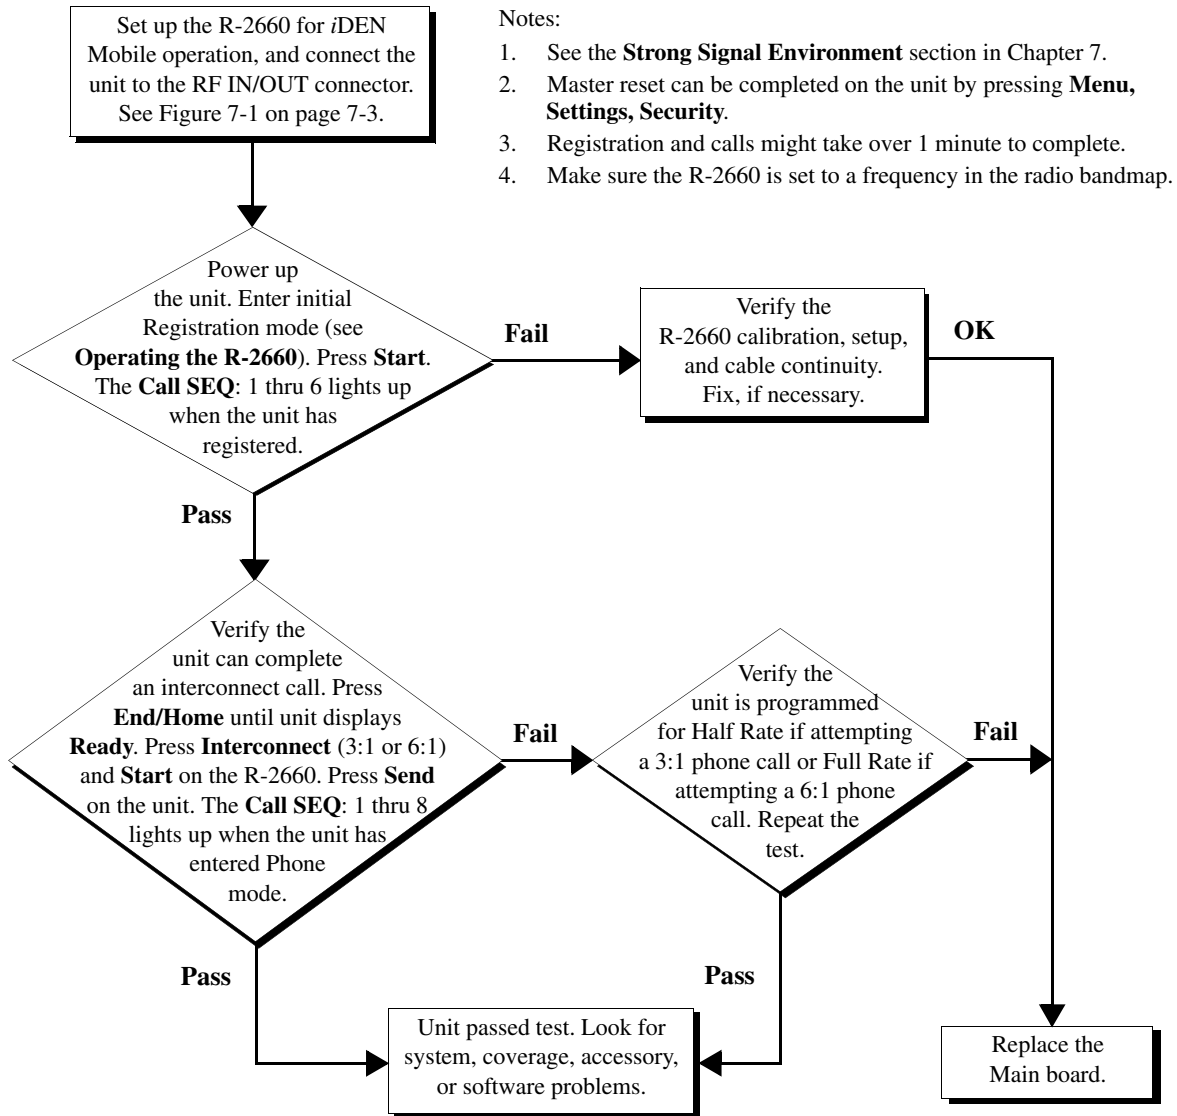 Set up the R-2660 for iDEN
Mobile operation, and connect the
unit to the RF IN/OUT connector.
See Figure 7-1 on page 7-3.
Notes:
1. See the Strong Signal Environment section in Chapter 7.
2. Master reset can be completed on the unit by pressing Menu,
Settings, Security.
3. Registration and calls might take over 1 minute to complete.
4. Make sure the R-2660 is set to a frequency in the radio bandmap.
Power up
the unit. Enter initial
Registration mode (see
Operating the R-2660). Press Start.
The Call SEQ: 1 thru 6 lights up
when the unit has
registered.
Fail
Verify the
R-2660 calibration, setup,
and cable continuity.
Fix, if necessary.
OK
Pass
Verify the
unit can complete
an interconnect call. Press
End/Home until unit displays
Ready. Press Interconnect (3:1 or 6:1)
and Start on the R-2660. Press Send
on the unit. The Call SEQ: 1 thru 8
lights up when the unit has
entered Phone
mode.
Fail
Verify the
unit is programmed
for Half Rate if attempting
a 3:1 phone call or Full Rate if
attempting a 6:1 phone
call. Repeat the
test.
Fail
Pass
Pass
Unit passed test. Look for
system, coverage, accessory,
or software problems.
Replace the
Main board.